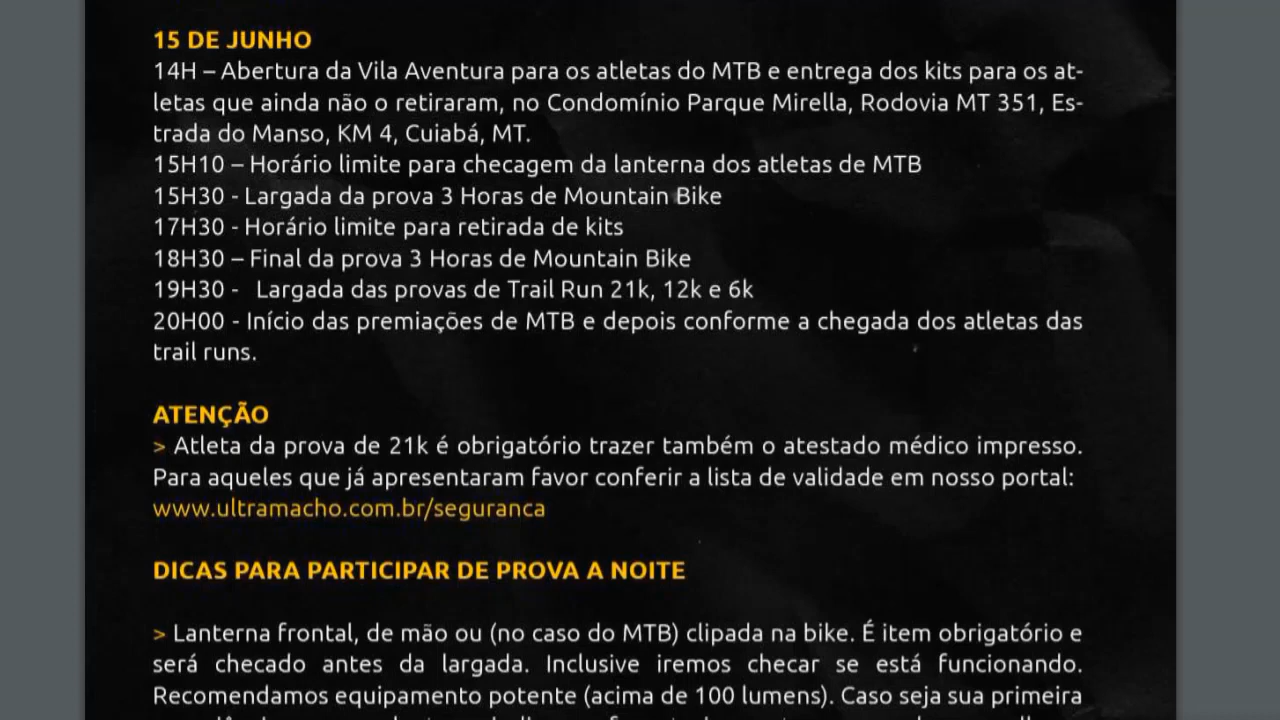 15 DE JUNHO
14H – Abertura da Vila Aventura para os atletas do MTB e entrega dos kits para os at-
letas que ainda não o retiraram, no Condomínio Parque Mirella, Rodovia MT 351, Es-
trada do Manso, KM 4, Cuiabá, MT.
15H10 – Horário limite para checagem da lanterna dos atletas de MTB
15H30 - Largada da prova 3 Horas de Mountain Bike
17H30 - Horário limite para retirada de kits
18H30 – Final da prova 3 Horas de Mountain Bike
19H30 -   Largada das provas de Trail Run 21k, 12k e 6k
20H00 - Início das premiações de MTB e depois conforme a chegada dos atletas das
trail runs.
ATENÇÃO
> Atleta da prova de 21k é obrigatório trazer também o atestado médico impresso.
Para aqueles que já apresentaram favor conferir a lista de validade em nosso portal:
www.ultramacho.com.br/seguranca
DICAS PARA PARTICIPAR DE PROVA A NOITE
> Lanterna frontal, de mão ou (no caso do MTB) clipada na bike. É item obrigatório e
será checado antes da largada. Inclusive iremos checar se está funcionando.
Recomendamos equipamento potente (acima de 100 lumens). Caso seja sua primeira